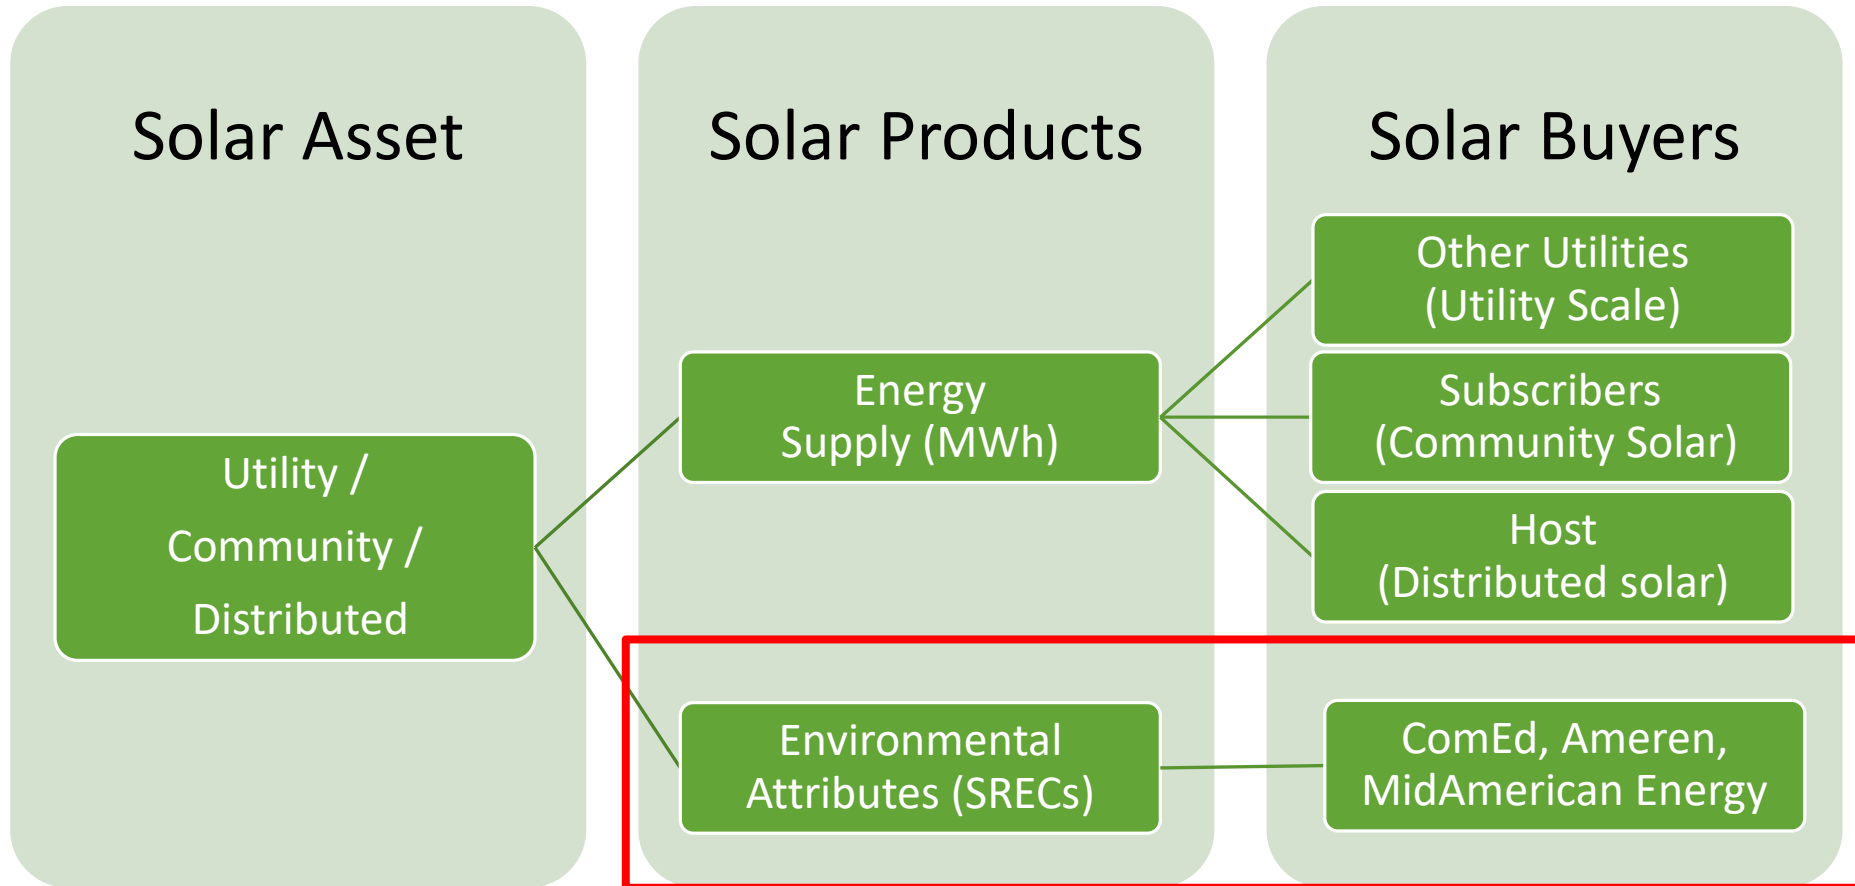 Solar Asset
Utility /
Community /
Distributed
Solar Products
Energy
Supply (MWh)
Environmental
Attributes (SRECs)
Solar Buyers
Other Utilities
(Utility Scale)
Subscribers
(Community Solar)
Host
(Distributed solar)
ComEd, Ameren,
MidAmerican Energy